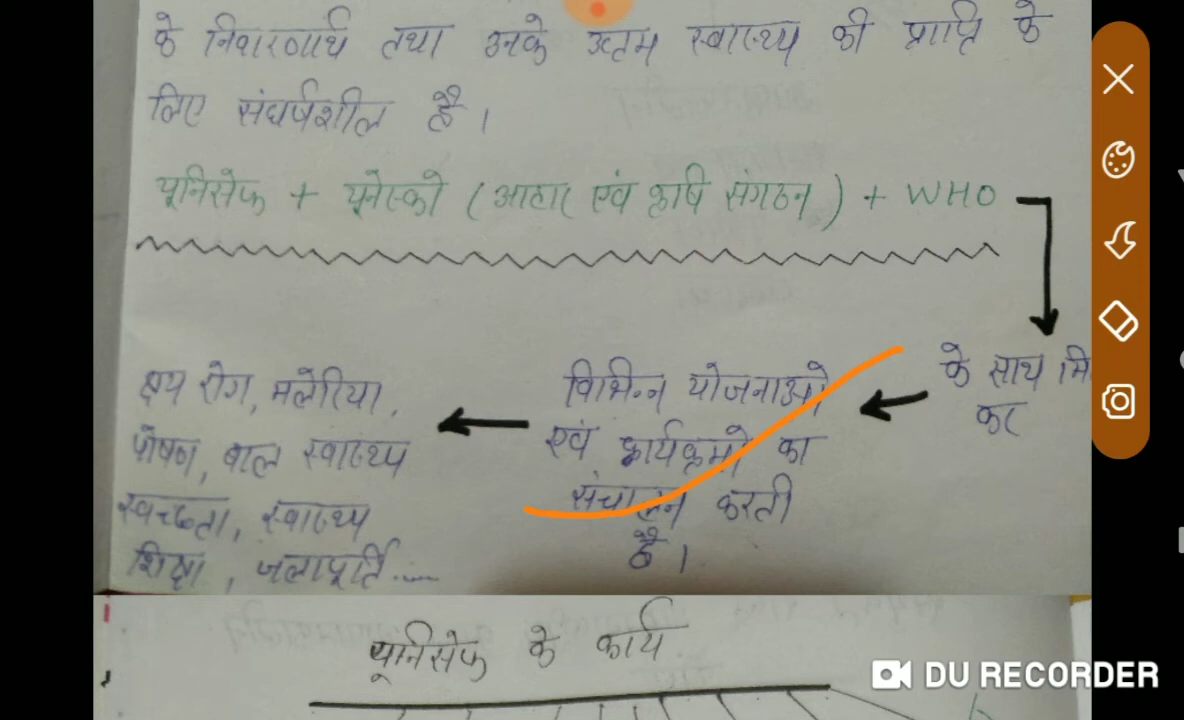 के निवारणार्थ तथा उनके उत्तम स्वास्थ्य की प्राप्ति के
लिए संघर्षशील है।
यूनिसेफ + यूनेस्को (आहार एवं कृषि संगठन) + WHO
के साथ मि
कर
विभिन्न योजनाओ
एवं कार्यक्रमो का
संचालन करती
है।
क्षय रोग, मलेरिया,
पोषण, बाल स्वास्थ्य
स्वच्छता, स्वास्थ्य
शिक्षा, जलापूर्ति.....
यूनिसेफ के कार्य
DU RECORDER